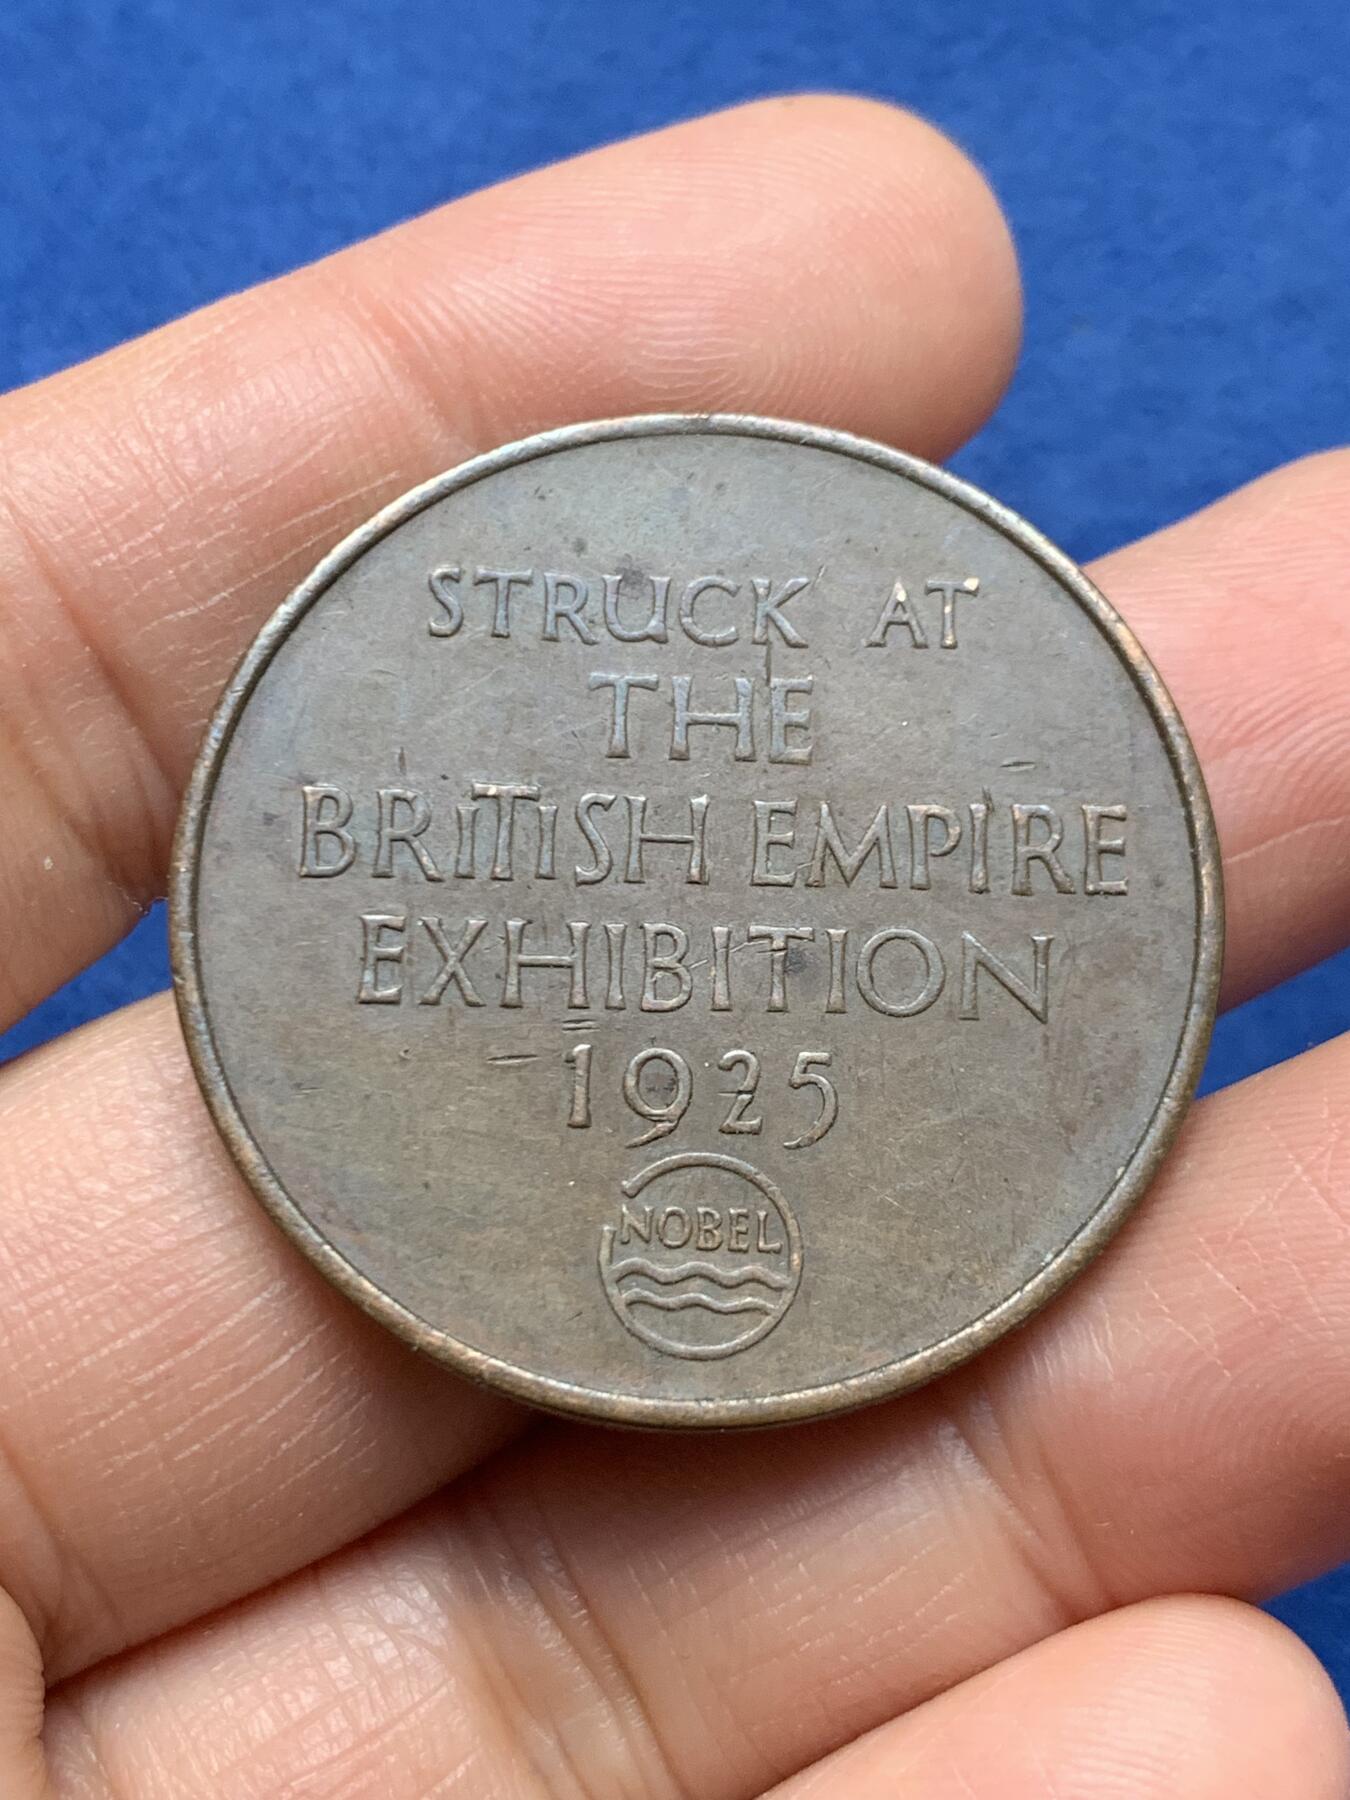 STRUCK AT
THE
BRiTiSH EMPIRE
EXHIBITION
1925
NOBEL